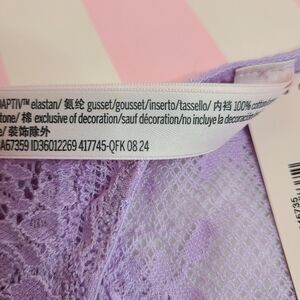 APTIV™ elastan/ 氨纶 gusset/gousset/inserto/tassello/ 内裆 100% cotton
tone/ 棉 exclusive of decoration/sauf décoration/no incluye la decoración
e/ 装饰除外
A67359 ID36012269 417745-QFK 08 24